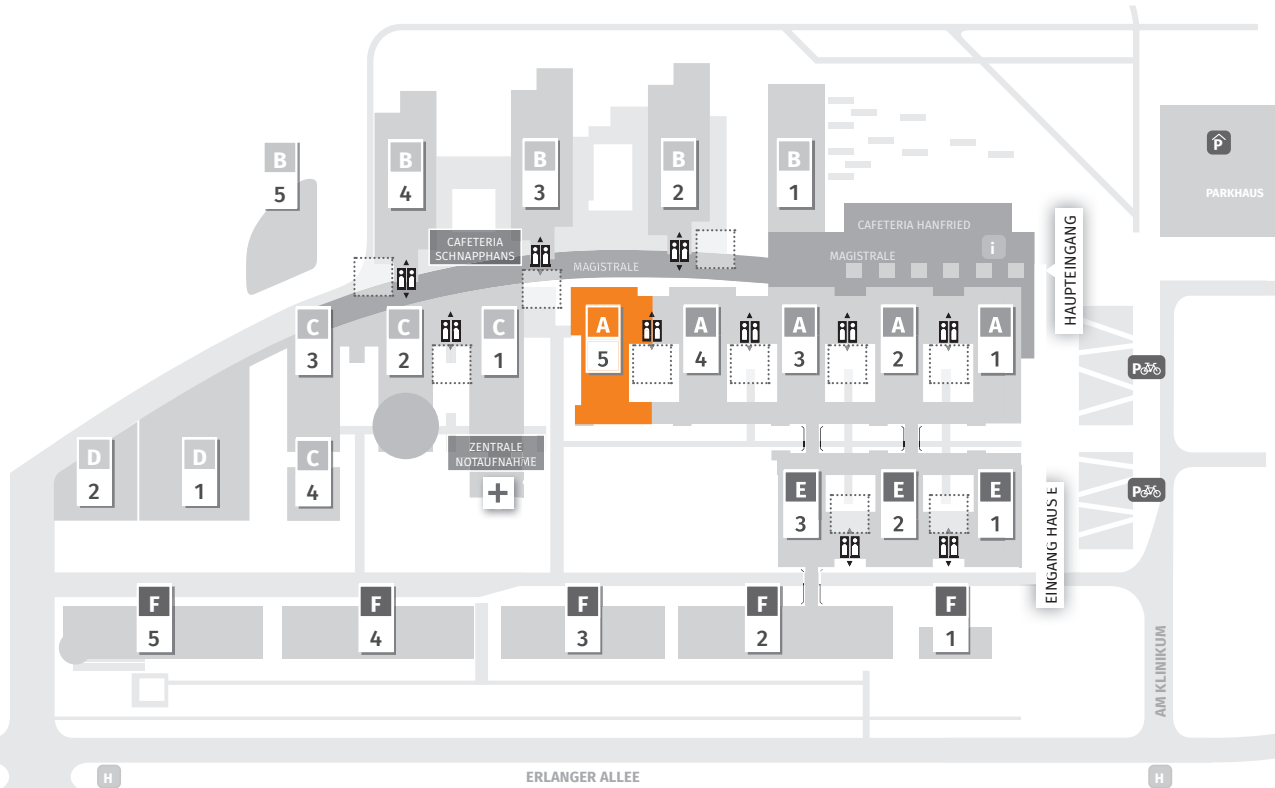 B
5
B
4
B
3
B
2
B
1
P
PARKHAUS
CAFETERIA
SCHNAPPHANS
MAGISTRALE
CAFETERIA HANFRIED
MAGISTRALE
i
HAUPTEINGANG
C
3
C
2
C
1
A
5
A
4
A
3
A
2
A
1
P
D
2
D
1
C
4
ZENTRALE
NOTAUFNAHME
E
3
E
2
E
1
P
EINGANG HAUS E
F
5
F
4
F
3
F
2
F
1
AM KLINIKUM
H
ERLANGER ALLEE
H